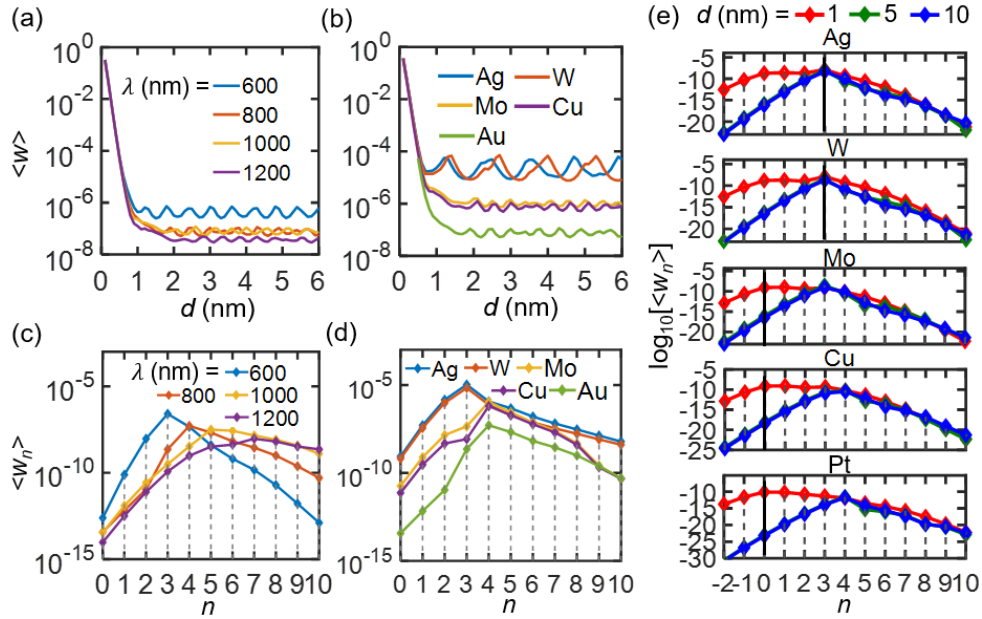 (a)
10^0
10^-2
10^-4
10^-6
10^-8
<w>
λ (nm) =
600
800
1000
1200
0 1 2 3 4 5 6
d (nm)
(b)
10^0
10^-2
10^-4
10^-6
10^-8
Ag W
Mo Cu
Au
0 1 2 3 4 5 6
d (nm)
(c)
10^-5
10^-10
10^-15
<w_n>
λ (nm) = 600
800 1000
1200
0 1 2 3 4 5 6 7 8 9 10
n
(d)
10^-5
10^-10
10^-15
Ag W Mo
Cu Au
0 1 2 3 4 5 6 7 8 9 10
n
(e)
d (nm) = 1 5 10
log_10[<w_n>]
Ag
-5
-10
-15
-20
W
-5
-10
-15
-20
Mo
-5
-10
-15
-20
Cu
-5
-10
-15
-20
-25
Pt
-10
-15
-20
-25
-30
-2 -1 0 1 2 3 4 5 6 7 8 9 10
n